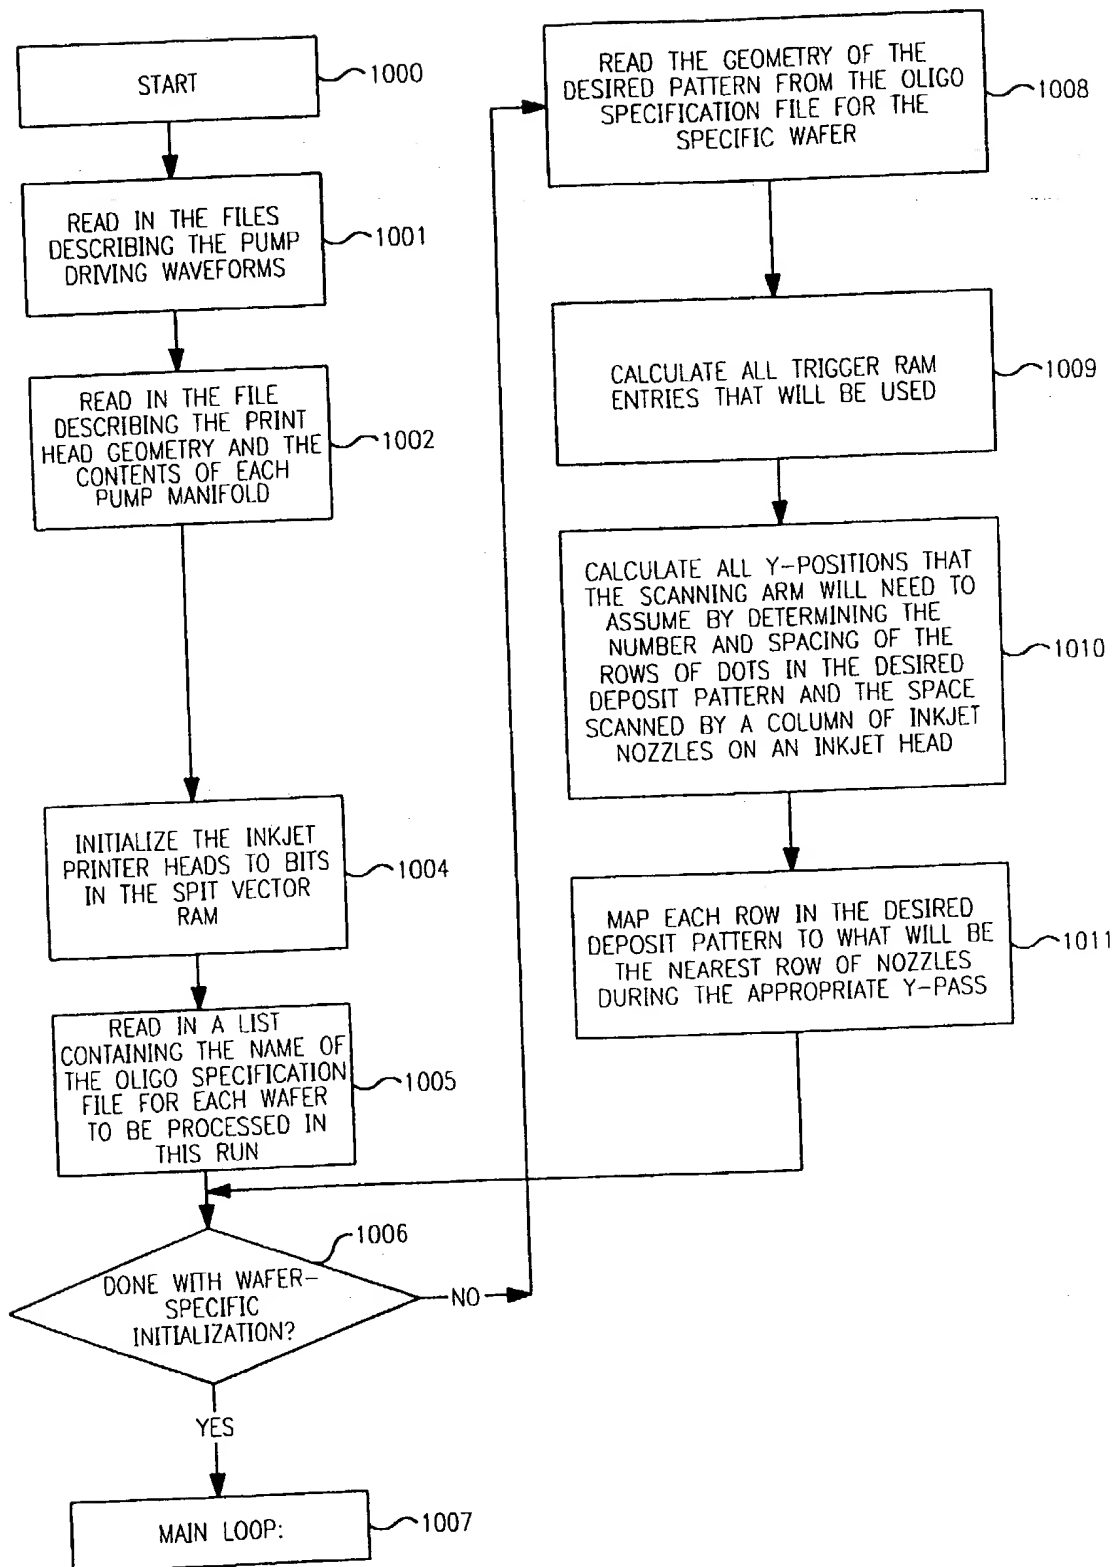 START
1000
READ IN THE FILES
DESCRIBING THE PUMP
DRIVING WAVEFORMS
1001
READ IN THE FILE
DESCRIBING THE PRINT
HEAD GEOMETRY AND THE
CONTENTS OF EACH
PUMP MANIFOLD
1002
INITIALIZE THE INKJET
PRINTER HEADS TO BITS
IN THE SPIT VECTOR
RAM
1004
READ IN A LIST
CONTAINING THE NAME OF
THE OLIGO SPECIFICATION
FILE FOR EACH WAFER
TO BE PROCESSED IN
THIS RUN
1005
1006
DONE WITH WAFER-
SPECIFIC
INITIALIZATION?
NO
YES
MAIN LOOP:
1007
READ THE GEOMETRY OF THE
DESIRED PATTERN FROM THE OLIGO
SPECIFICATION FILE FOR THE
SPECIFIC WAFER
1008
CALCULATE ALL TRIGGER RAM
ENTRIES THAT WILL BE USED
1009
CALCULATE ALL Y-POSITIONS THAT
THE SCANNING ARM WILL NEED TO
ASSUME BY DETERMINING THE
NUMBER AND SPACING OF THE
ROWS OF DOTS IN THE DESIRED
DEPOSIT PATTERN AND THE SPACE
SCANNED BY A COLUMN OF INKJET
NOZZLES ON AN INKJET HEAD
1010
MAP EACH ROW IN THE DESIRED
DEPOSIT PATTERN TO WHAT WILL BE
THE NEAREST ROW OF NOZZLES
DURING THE APPROPRIATE Y-PASS
1011